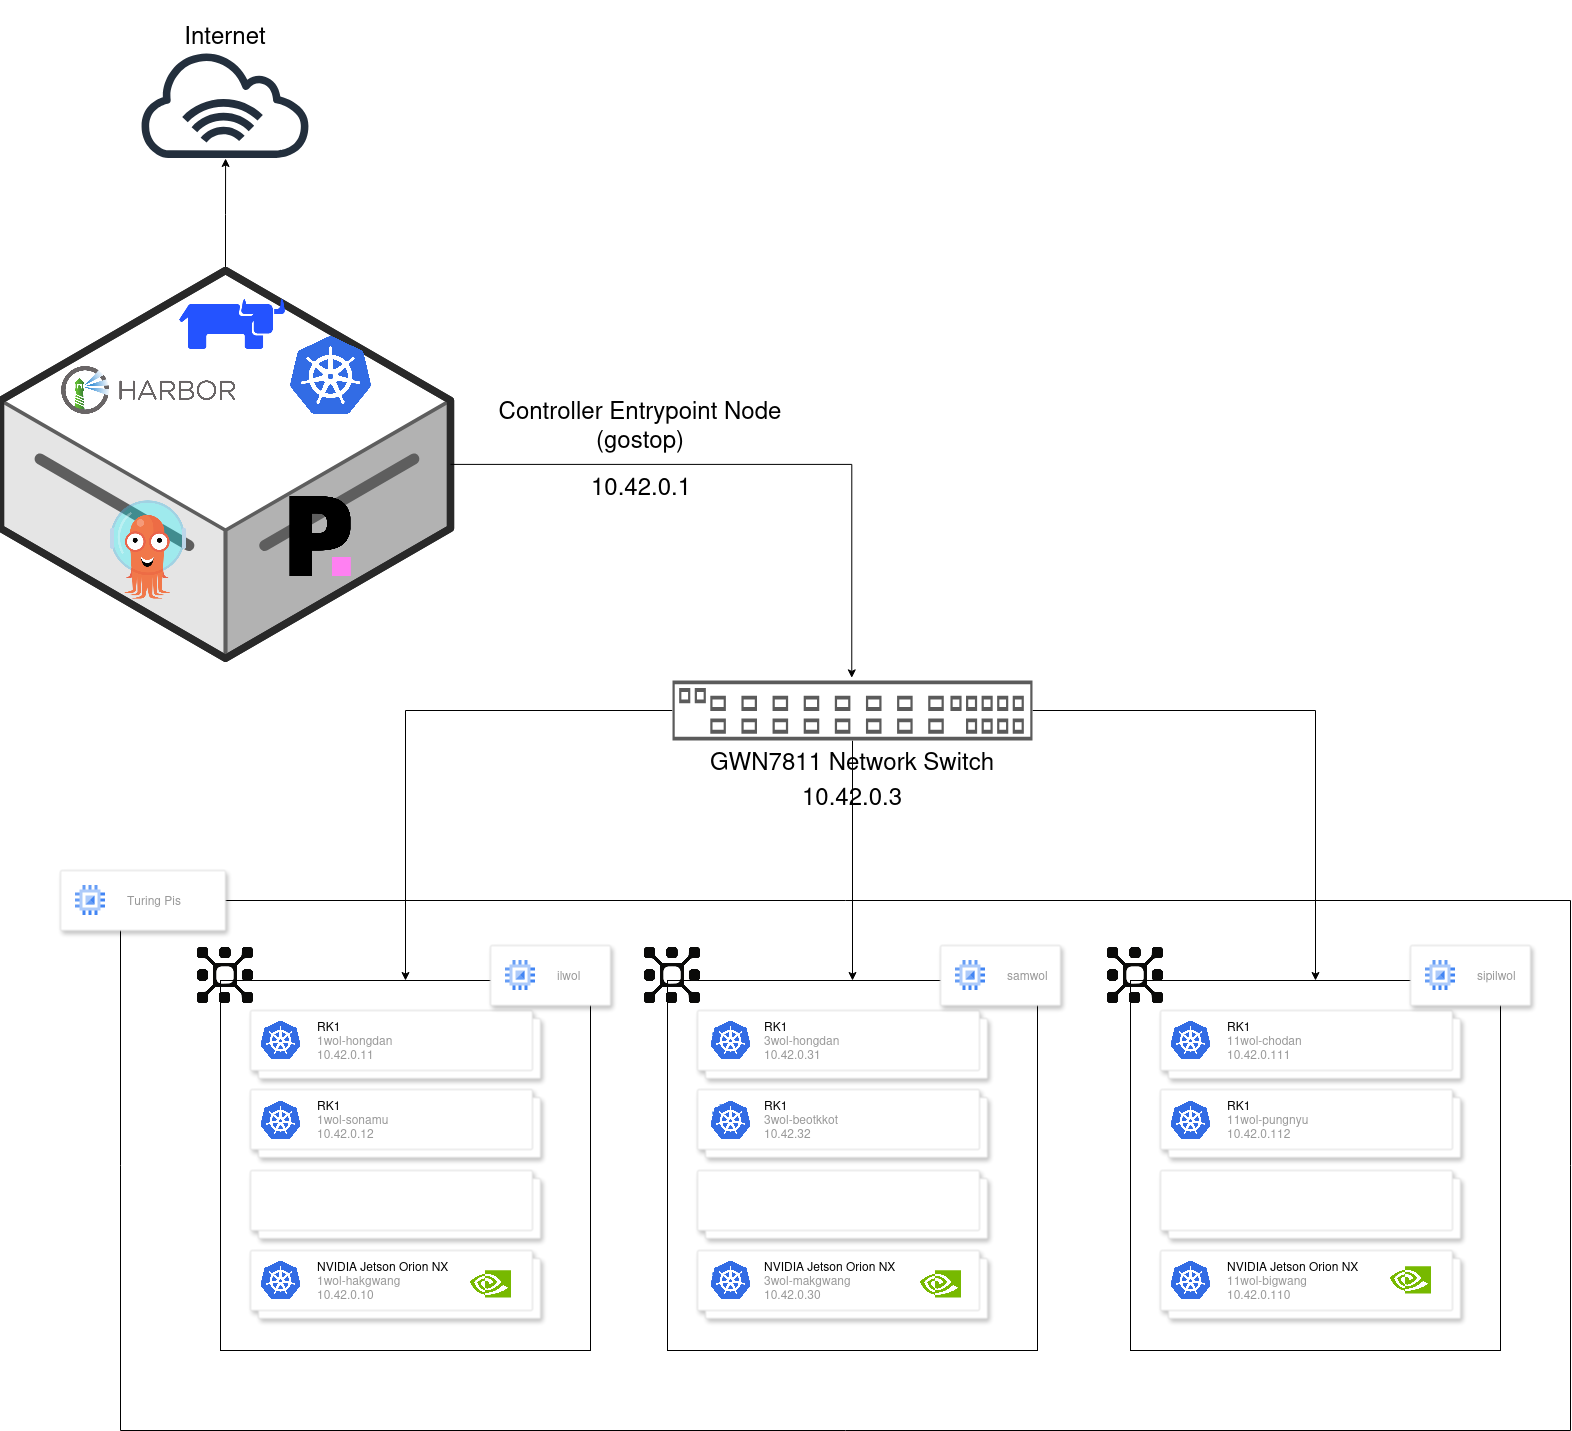 Internet
HARBOR
P.
Controller Entrypoint Node
(gostop)
10.42.0.1
GWN7811 Network Switch
10.42.0.3
Turing Pis
ilwol
samwol
sipilwol
RK1
1wol-hongdan
10.42.0.11
RK1
1wol-sonamu
10.42.0.12
NVIDIA Jetson Orion NX
1wol-hakgwang
10.42.0.10
RK1
3wol-hongdan
10.42.0.31
RK1
3wol-beotkkot
10.42.32
NVIDIA Jetson Orion NX
3wol-makgwang
10.42.0.30
RK1
11wol-chodan
10.42.0.111
RK1
11wol-pungnyu
10.42.0.112
NVIDIA Jetson Orion NX
11wol-bigwang
10.42.0.110